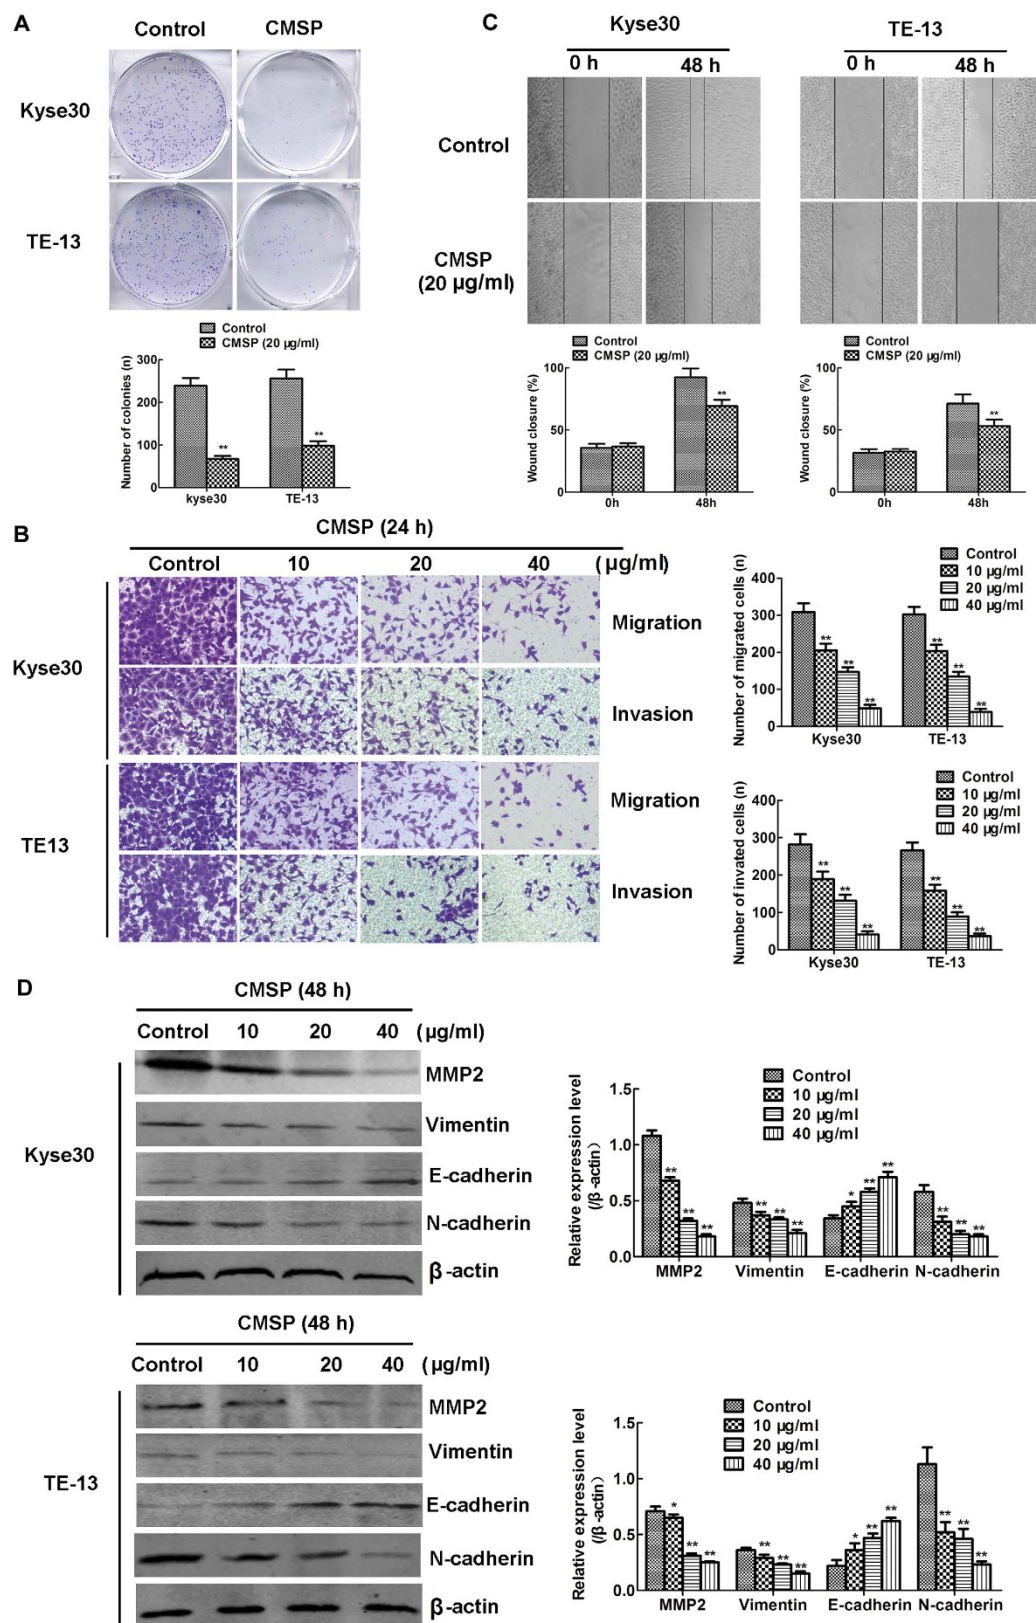 A
Control CMSP
Kyse30
TE-13
Control
CMSP (20 µg/ml)
Number of colonies (n)
300
200
100
0
** **
kyse30 TE-13
C
Kyse30 TE-13
0 h 48 h 0 h 48 h
Control
CMSP
(20 µg/ml)
Control
CMSP (20 µg/ml)
Wound closure (%)
100
50
0
**
0h 48h
Control
CMSP (20 µg/ml)
Wound closure (%)
100
50
0
**
0h 48h
B
CMSP (24 h)
Control 10 20 40 (µg/ml)
Kyse30
Migration
Invasion
TE13
Migration
Invasion
Control
10 µg/ml
20 µg/ml
40 µg/ml
Number of migrated cells (n)
400
300
200
100
0
** ** ** ** ** **
Kyse30 TE-13
Control
10 µg/ml
20 µg/ml
40 µg/ml
Number of invated cells (n)
400
300
200
100
0
** ** ** ** ** **
Kyse30 TE-13
D
CMSP (48 h)
Control 10 20 40 (µg/ml)
Kyse30
MMP2
Vimentin
E-cadherin
N-cadherin
β-actin
Control
10 µg/ml
20 µg/ml
40 µg/ml
Relative expression level
(/β-actin)
1.5
1.0
0.5
0.0
** ** ** ** ** ** * ** ** ** ** **
MMP2 Vimentin E-cadherin N-cadherin
CMSP (48 h)
Control 10 20 40 (µg/ml)
TE-13
MMP2
Vimentin
E-cadherin
N-cadherin
β-actin
Control
10 µg/ml
20 µg/ml
40 µg/ml
Relative expression level
(/β-actin)
1.5
1.0
0.5
0.0
* ** ** ** ** ** * ** ** ** ** **
MMP2 Vimentin E-cadherin N-cadherin